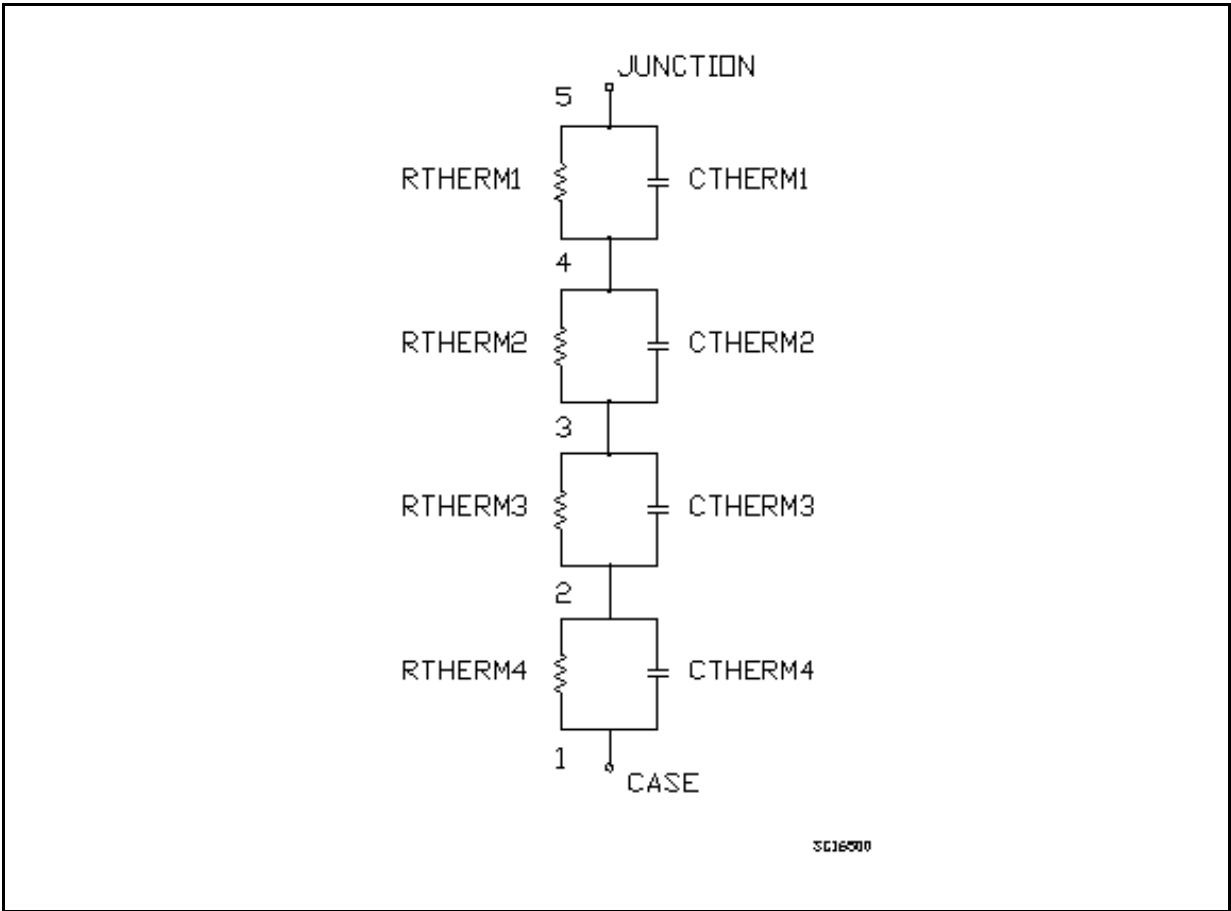 JUNCTION
5
RTHERM1 CTHERM1
4
RTHERM2 CTHERM2
3
RTHERM3 CTHERM3
2
RTHERM4 CTHERM4
1
CASE